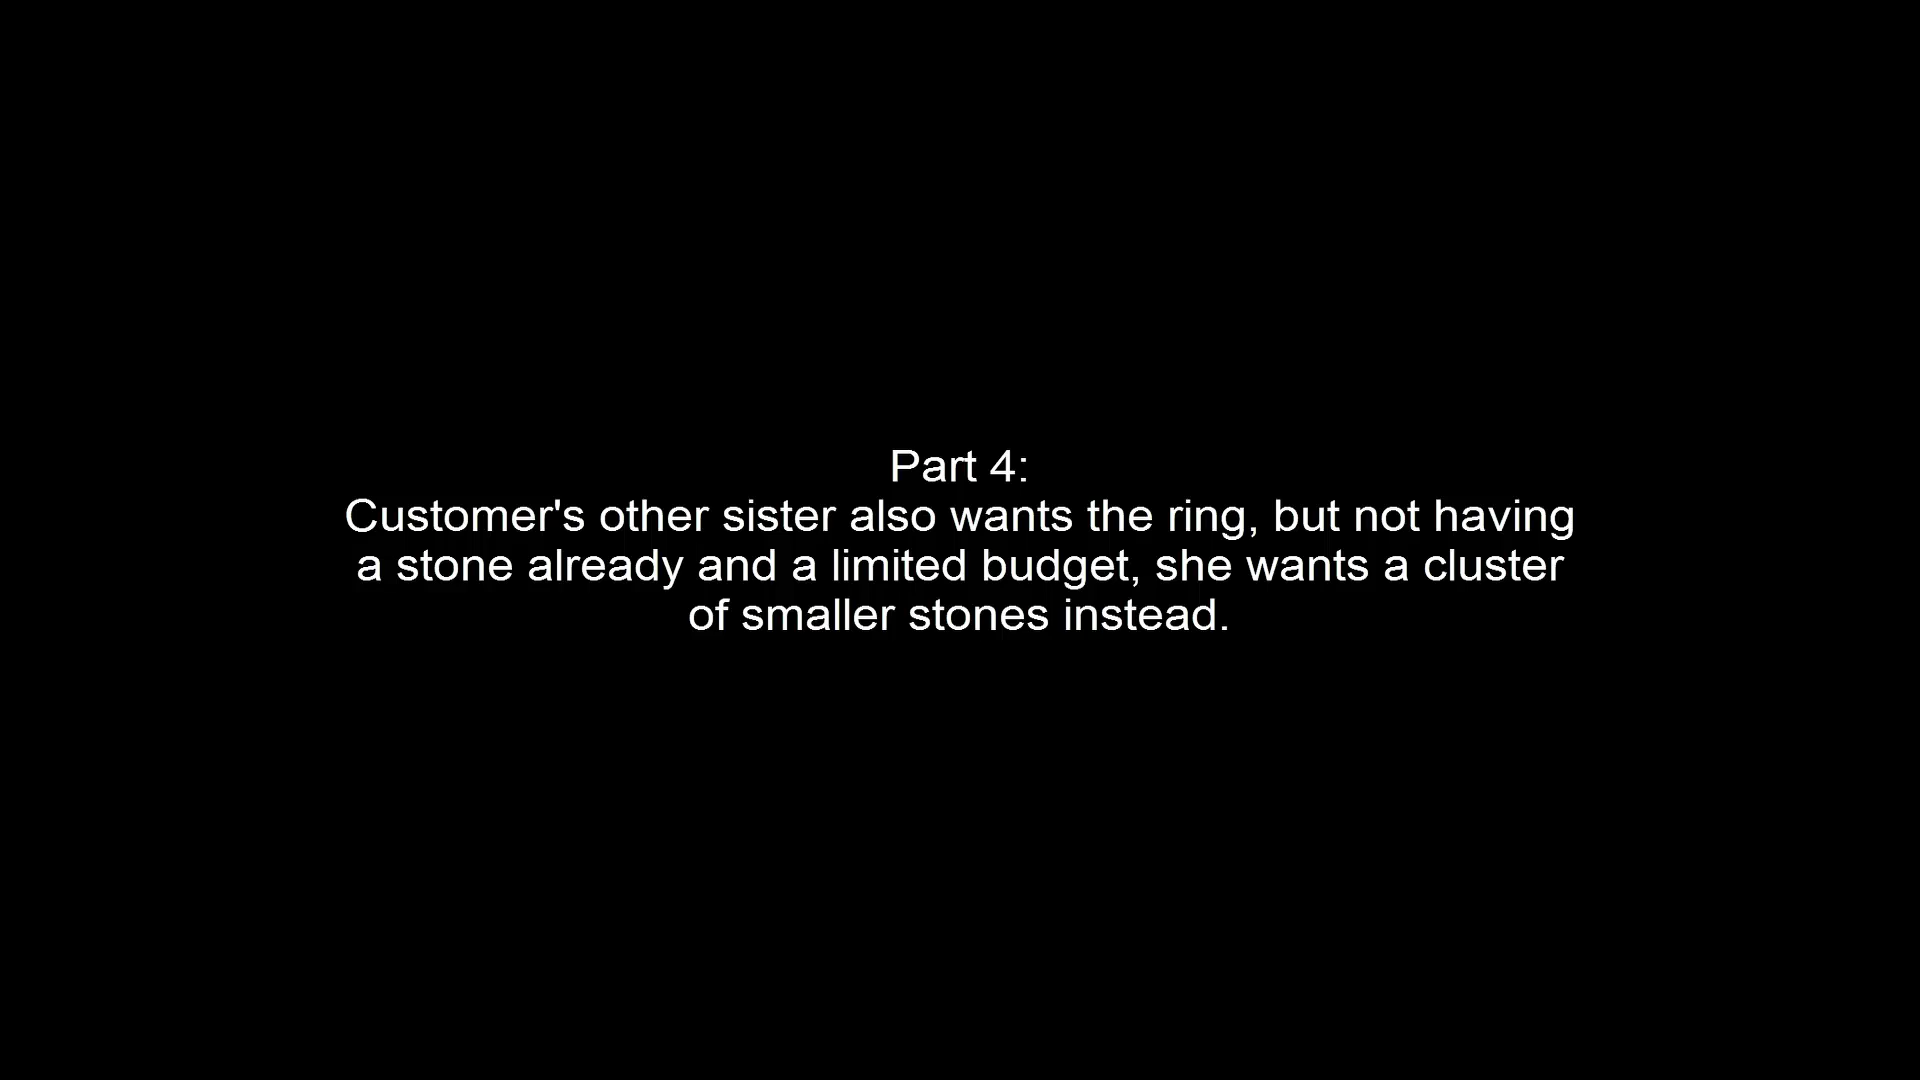 Part 4:
Customer's other sister also wants the ring, but not having
a stone already and a limited budget, she wants a cluster
of smaller stones instead.